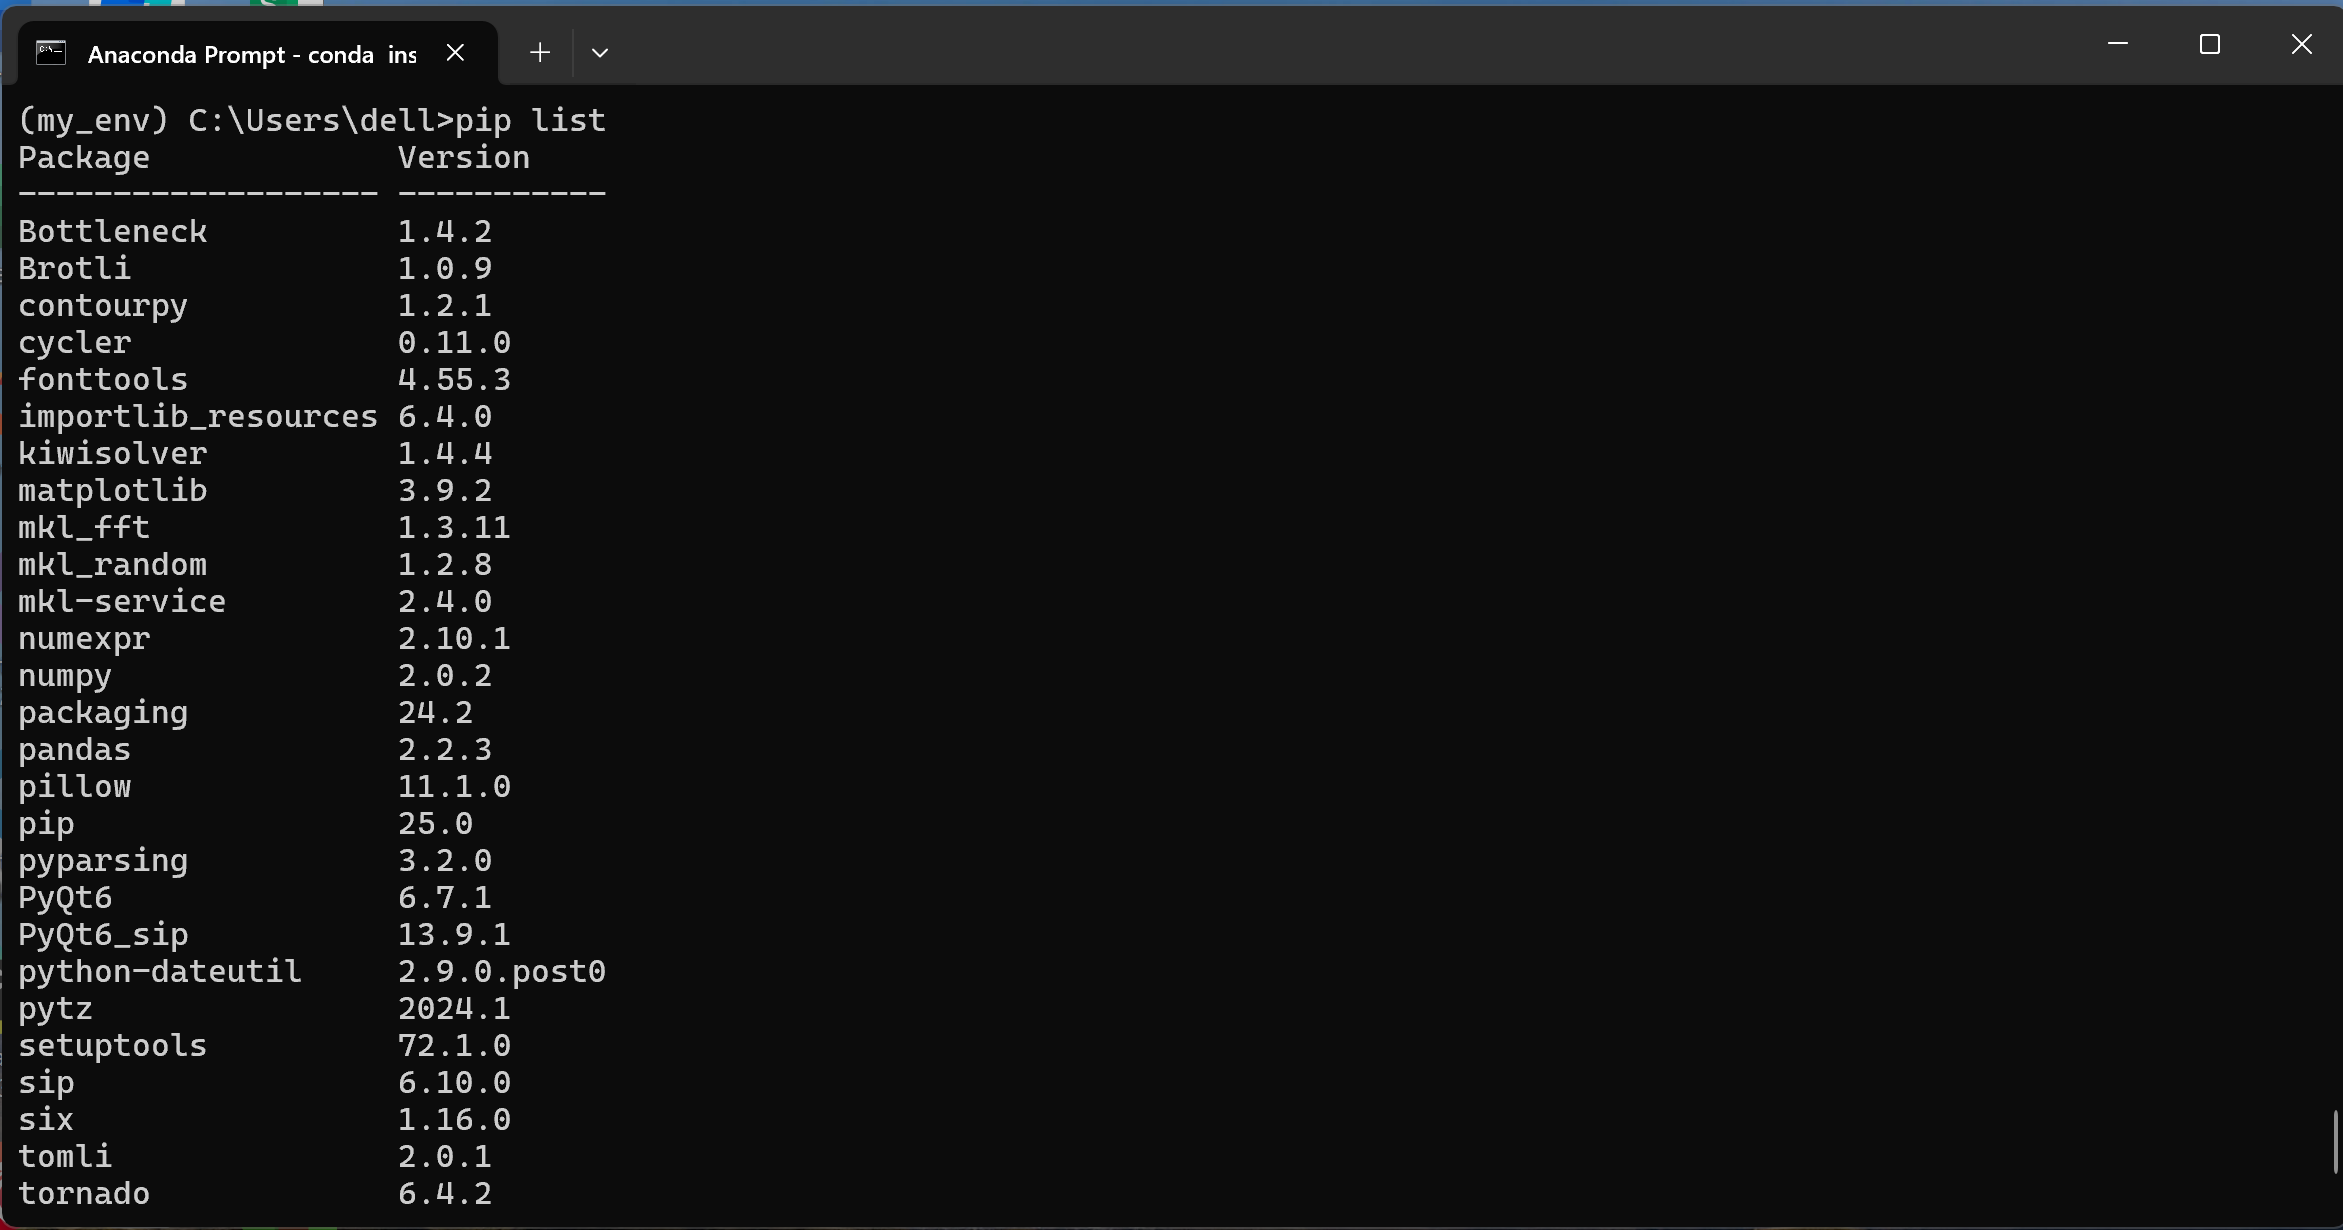 Anaconda Prompt - conda ins
(my_env) C:\Users\dell>pip list
Package Version
------------------- -----------
Bottleneck 1.4.2
Brotli 1.0.9
contourpy 1.2.1
cycler 0.11.0
fonttools 4.55.3
importlib_resources 6.4.0
kiwisolver 1.4.4
matplotlib 3.9.2
mkl_fft 1.3.11
mkl_random 1.2.8
mkl-service 2.4.0
numexpr 2.10.1
numpy 2.0.2
packaging 24.2
pandas 2.2.3
pillow 11.1.0
pip 25.0
pyparsing 3.2.0
PyQt6 6.7.1
PyQt6_sip 13.9.1
python-dateutil 2.9.0.post0
pytz 2024.1
setuptools 72.1.0
sip 6.10.0
six 1.16.0
tomli 2.0.1
tornado 6.4.2